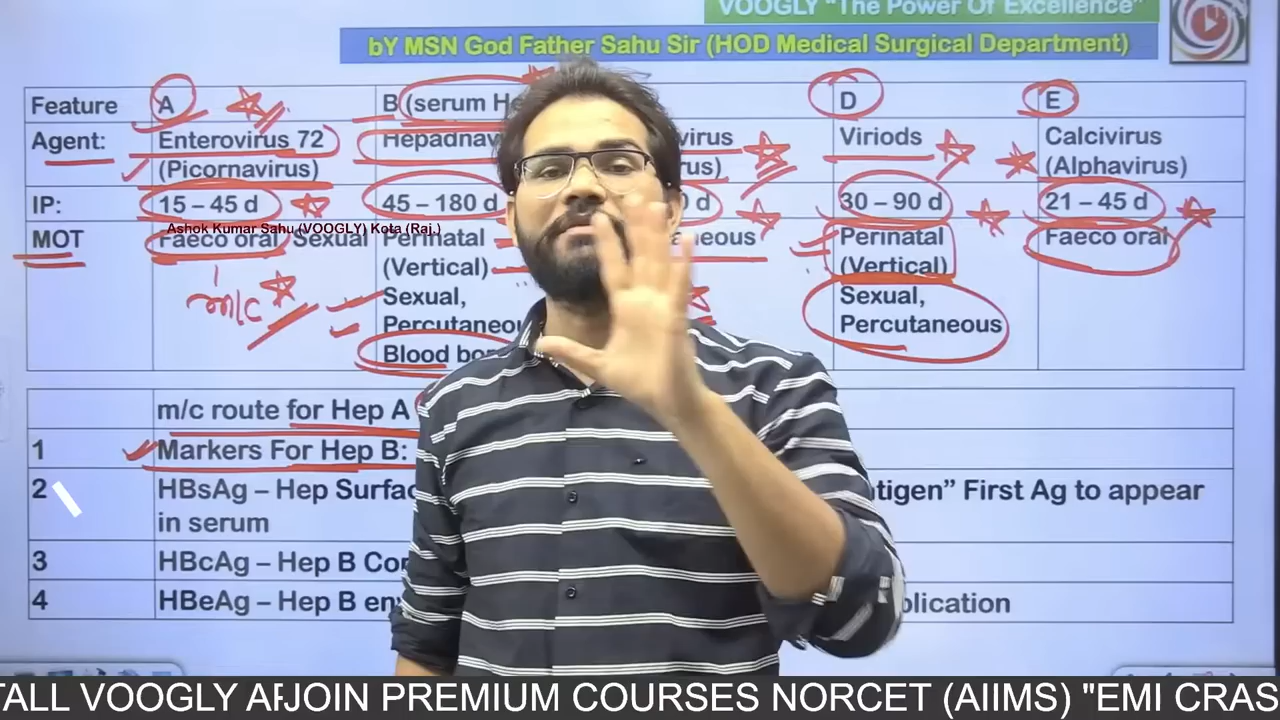 VOOGLY "The Power Of Excellence"
bY MSN God Father Sahu Sir (HOD Medical Surgical Department)
Feature A B (serum He D E
Agent: Enterovirus 72 (Picornavirus) Hepadnav virus Viriods Calcivirus (Alphavirus)
IP: 15 – 45 d 45 – 180 d 30 – 90 d 21 – 45 d
Ashok Kumar Sahu (VOOGLY) Kota (Raj.)
MOT Faeco oral, Sexual Perinatal Perinatal Faeco oral
(Vertical) (Vertical)
m/c Sexual, Sexual,
Percutaneou Percutaneous
Blood bor
m/c route for Hep A
1 Markers For Hep B:
2 HBsAg – Hep Surfac tigen" First Ag to appear
in serum
3 HBcAg – Hep B Cor
4 HBeAg – Hep B en plication
TALL VOOGLY AP JOIN PREMIUM COURSES NORCET (AIIMS) "EMI CRAS